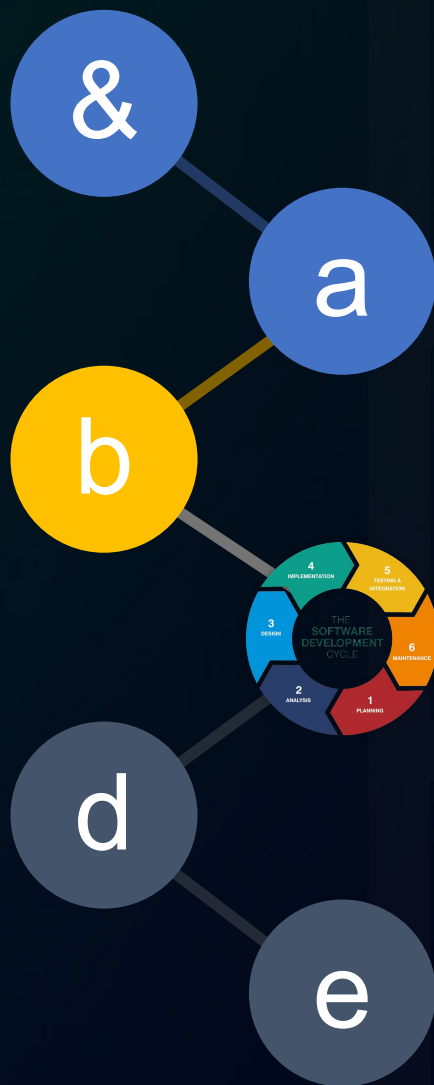 &
a
b
4
IMPLEMENTATION
5
TESTING &
INTEGRATION
3
DESIGN
THE
SOFTWARE
DEVELOPMENT
CYCLE
6
MAINTENANCE
2
ANALYSIS
1
PLANNING
d
e